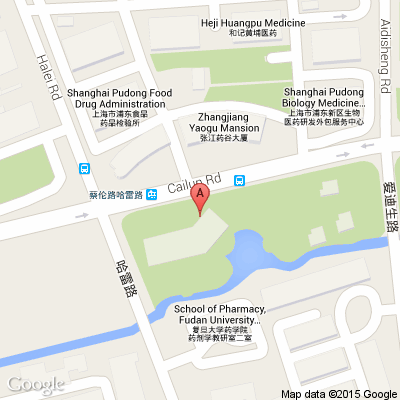 Heji Huangpu Medicine
和记黄埔医药
Halei Rd
Aidisheng Rd
Shanghai Pudong Food
Drug Administration
上海市浦东食品
药品检验所
Shanghai Pudong
Biology Medicine...
上海市浦东新区生物
医药研发外包服务中心
Zhangjiang
Yaogu Mansion
张江药谷大厦
Cailun Rd
蔡伦路哈雷路
A
爱迪生路
哈雷路
School of Pharmacy,
Fudan University...
复旦大学药学院
药剂学教研室二室
Google
Map data ©2015 Google